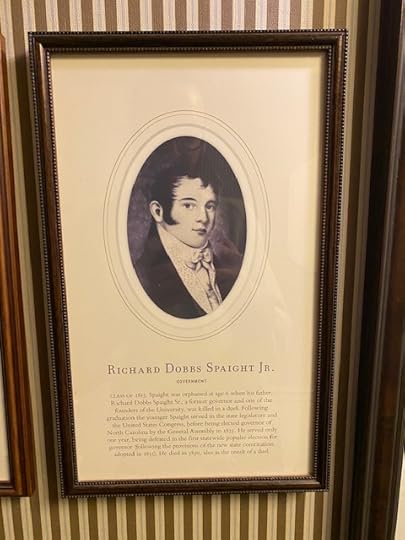 RICHARD DOBBS SPAIGHT JR.
GOVERNMENT
CLASS OF 1815. Spaight was orphaned at age 6 when his father,
Richard Dobbs Spaight Sr., a former governor and one of the
founders of the University, was killed in a duel. Following
graduation the younger Spaight served in the state legislature and
the United States Congress, before being elected governor of
North Carolina by the General Assembly in 1835. He served only
one year, being defeated in the first statewide popular election for
governor following the provisions of the new state constitution
adopted in 1835. He died in 1850, also as the result of a duel.